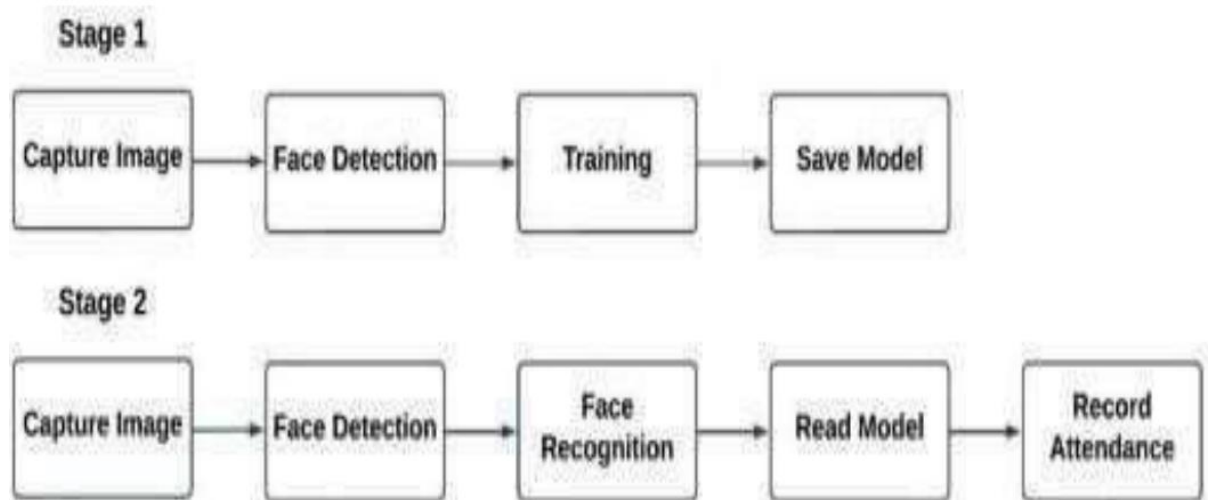 Stage 1
Capture Image
Face Detection
Training
Save Model
Stage 2
Capture Image
Face Detection
Face
Recognition
Read Model
Record
Attendance